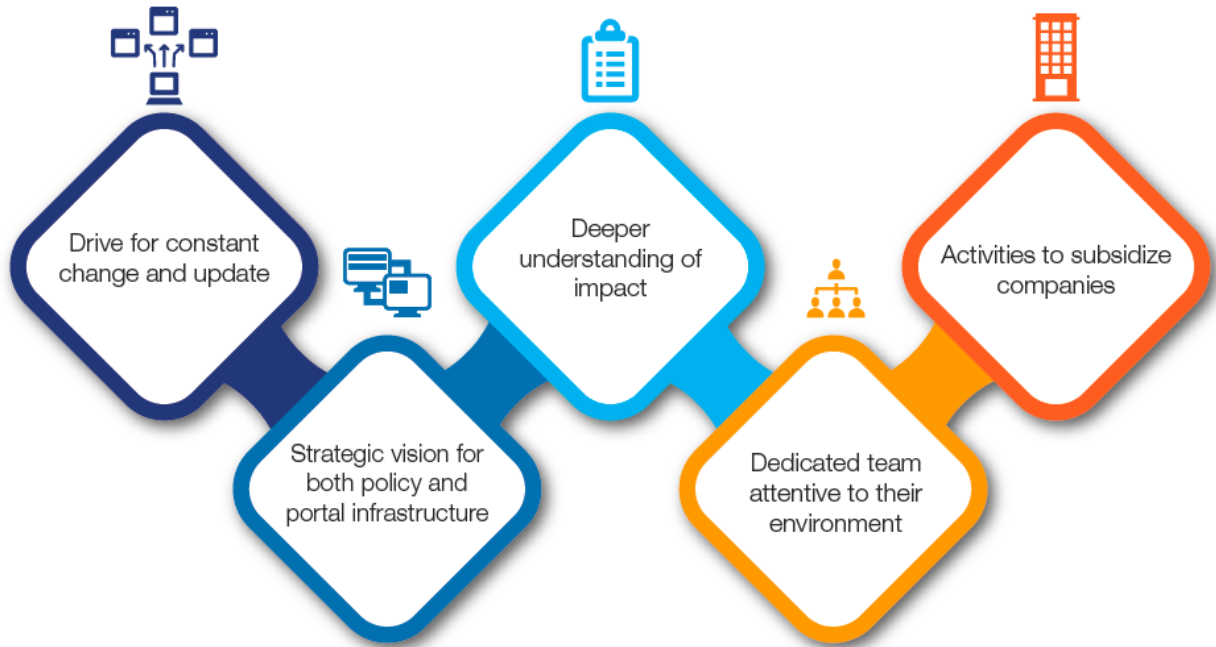 Drive for constant
change and update
Strategic vision for
both policy and
portal infrastructure
Deeper
understanding of
impact
Dedicated team
attentive to their
environment
Activities to subsidize
companies